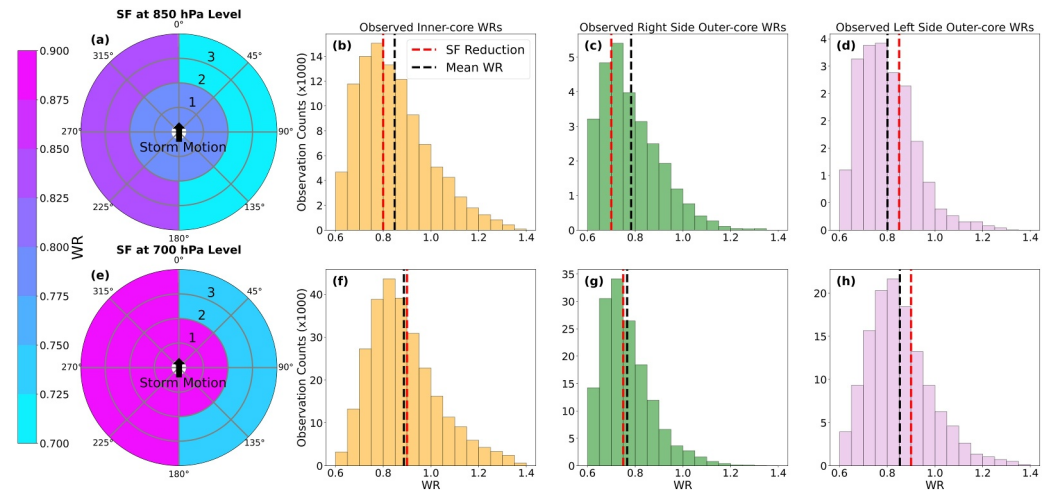 SF at 850 hPa Level
(a)
0°
45°
90°
135°
180°
225°
270°
315°
1
2
3
Storm Motion
0.900
0.875
0.850
0.825
0.800
0.775
0.750
0.725
0.700
WR
Observed Inner-core WRs
(b)
SF Reduction
Mean WR
Observation Counts (x1000)
14
12
10
8
6
4
2
0
0.6 0.8 1.0 1.2 1.4
Observed Right Side Outer-core WRs
(c)
5
4
3
2
1
0
0.6 0.8 1.0 1.2 1.4
Observed Left Side Outer-core WRs
(d)
4
3
2
2
2
1
0
0
0.6 0.8 1.0 1.2 1.4
SF at 700 hPa Level
(e)
0°
45°
90°
135°
180°
225°
270°
315°
1
2
3
Storm Motion
(f)
Observation Counts (x1000)
40
30
20
10
0
0.6 0.8 1.0 1.2 1.4
WR
(g)
35
30
25
20
15
10
5
0
0.6 0.8 1.0 1.2 1.4
WR
(h)
20
15
10
5
0
0.6 0.8 1.0 1.2 1.4
WR